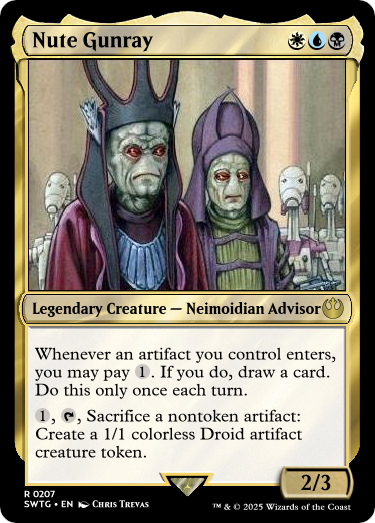 Nute Gunray
Legendary Creature — Neimoidian Advisor
Whenever an artifact you control enters,
you may pay 1. If you do, draw a card.
Do this only once each turn.
1, , Sacrifice a nontoken artifact:
Create a 1/1 colorless Droid artifact
creature token.
2/3
R 0207
SWTG • EN Chris Trevas
™ & © 2025 Wizards of the Coast